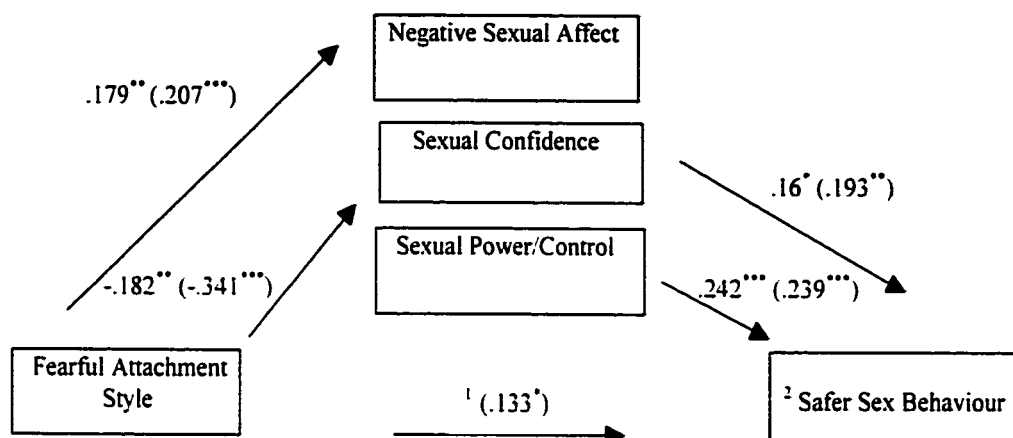 Negative Sexual Affect
.179** (.207***)
Sexual Confidence
.16* (.193**)
Sexual Power/Control
-.182** (-.341***)
.242*** (.239***)
Fearful Attachment
Style
1 (.133*)
2 Safer Sex Behaviour